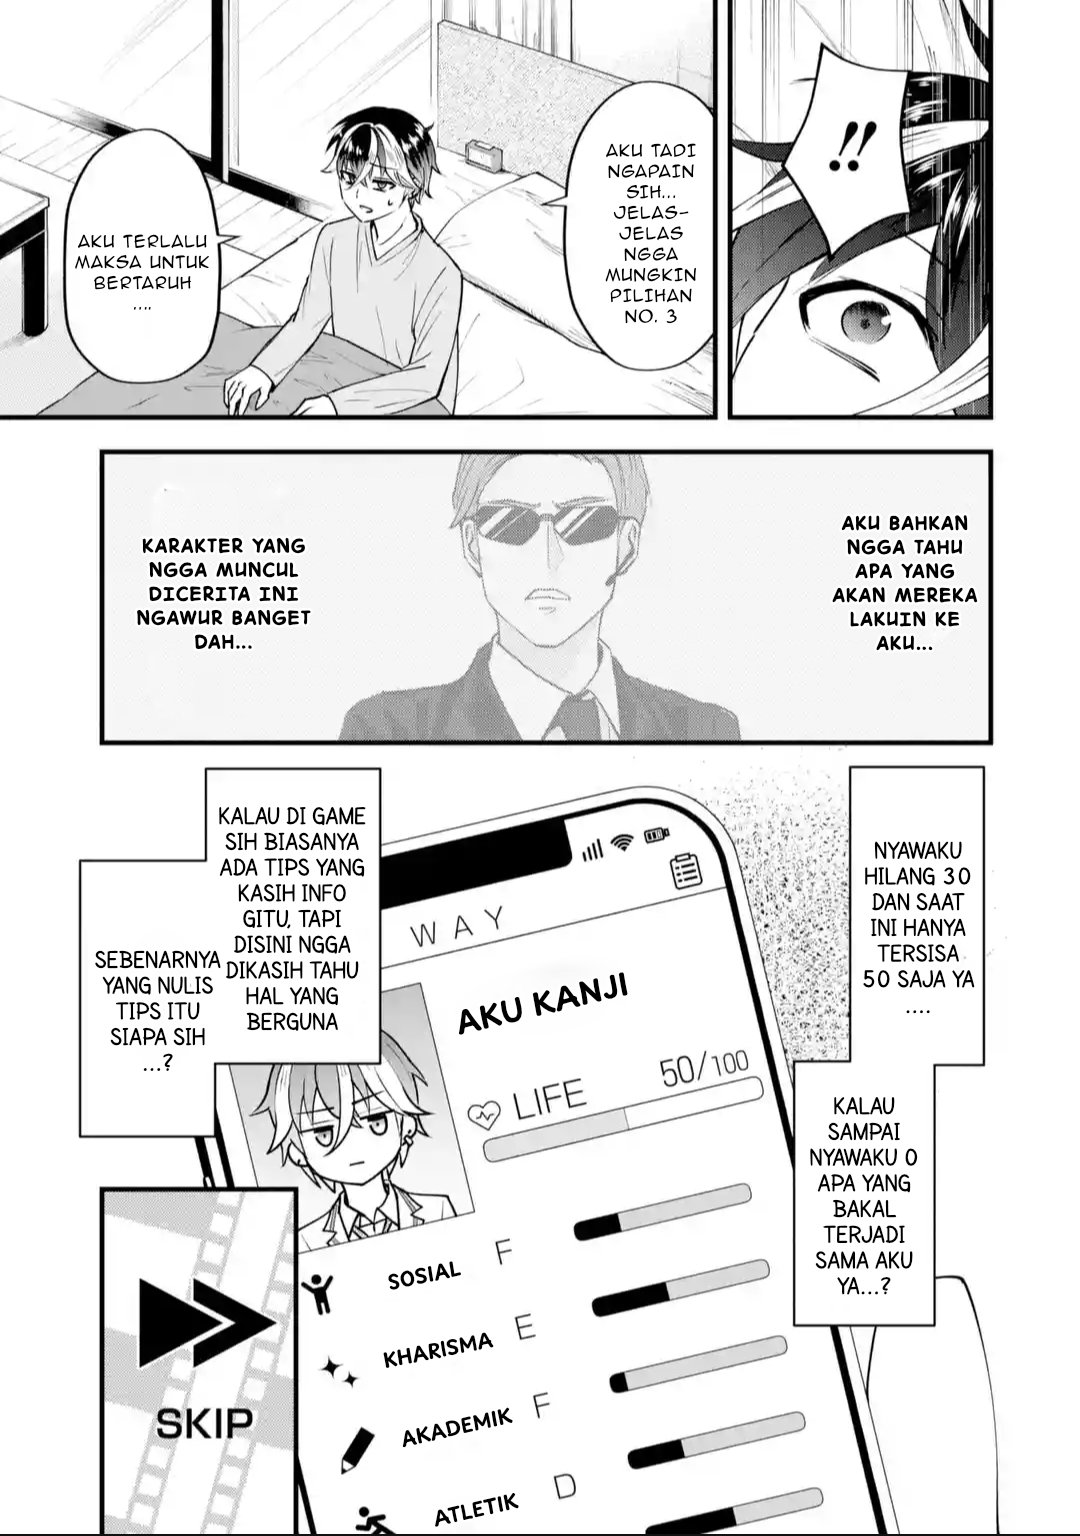 !!
AKU TADI
NGAPAIN
SIH...
JELAS-
JELAS
NGGA
MUNGKIN
PILIHAN
NO. 3
AKU TERLALU
MAKSA UNTUK
BERTARUH
....
AKU BAHKAN
NGGA TAHU
APA YANG
AKAN MEREKA
LAKUIN KE
AKU...
KARAKTER YANG
NGGA MUNCUL
DICERITA INI
NGAWUR BANGET
DAH...
NYAWAKU
HILANG 30
DAN SAAT
INI HANYA
TERSISA
50 SAJA YA
....
KALAU
SAMPAI
NYAWAKU 0
APA YANG
BAKAL
TERJADI
SAMA AKU
YA...?
KALAU DI GAME
SIH BIASANYA
ADA TIPS YANG
KASIH INFO
GITU, TAPI
DISINI NGGA
DIKASIH TAHU
HAL YANG
BERGUNA
SEBENARNYA
YANG NULIS
TIPS ITU
SIAPA SIH
...?
WAY
AKU KANJI
LIFE 50/100
SOSIAL F
KHARISMA E
AKADEMIK F
ATLETIK D
SKIP